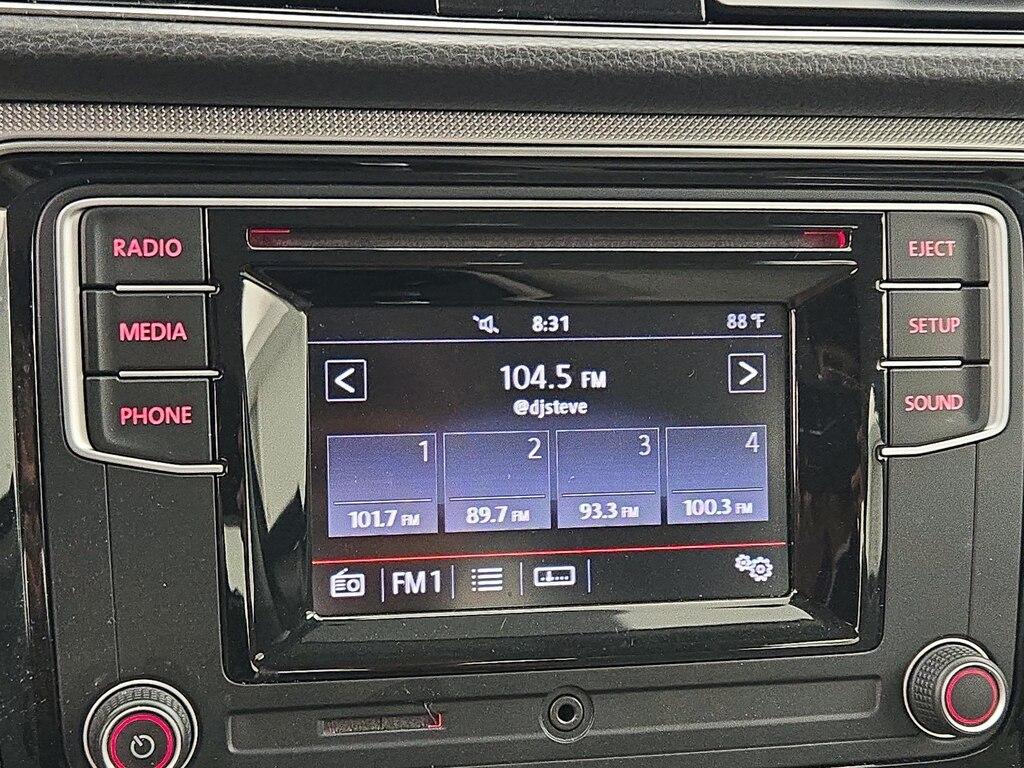 RADIO
MEDIA
PHONE
EJECT
SETUP
SOUND
8:31 88°F
< >
104.5 FM
@djsteve
1 2 3 4
101.7 FM 89.7 FM 93.3 FM 100.3 FM
FM1